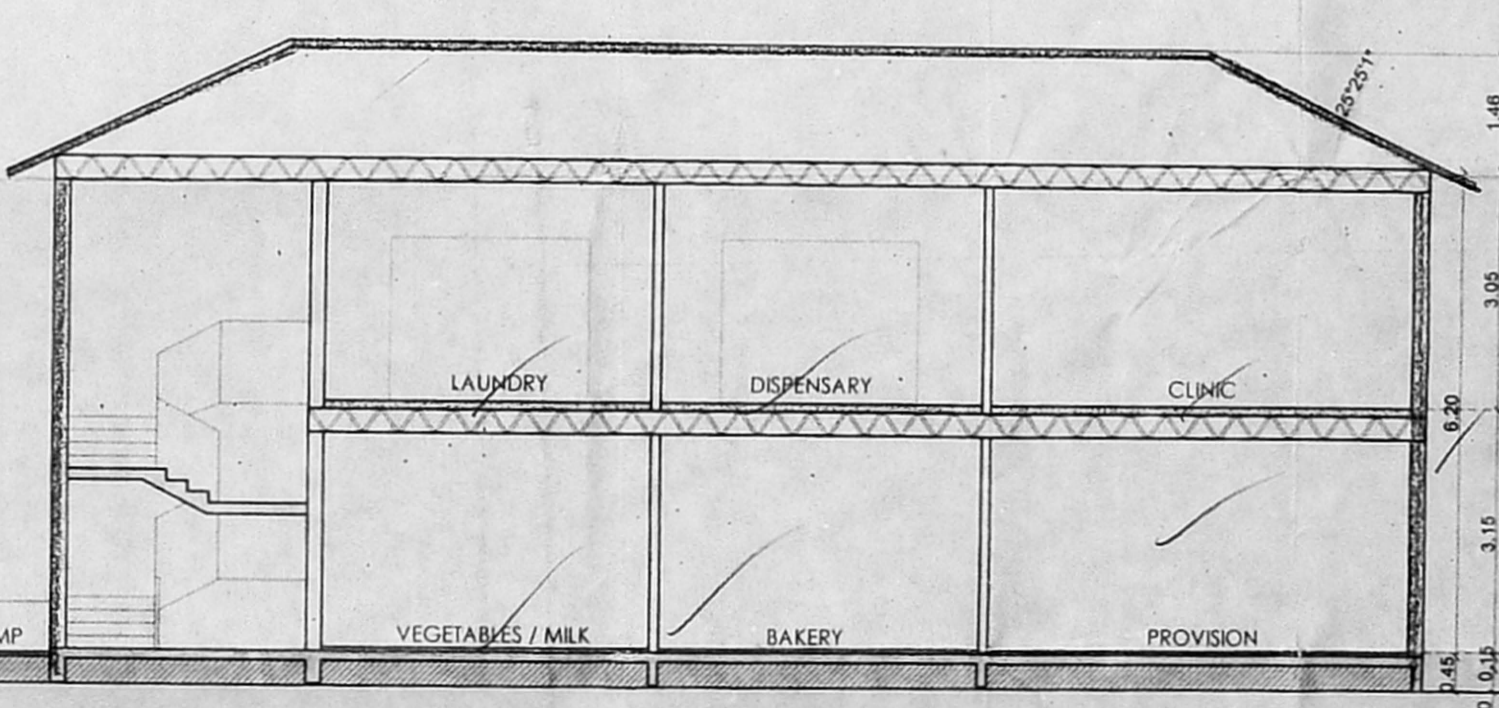 25°25'1"
1.46
3.05
LAUNDRY
DISPENSARY
CLINIC
6.20
3.15
MP
VEGETABLES / MILK
BAKERY
PROVISION
0.45
0.15